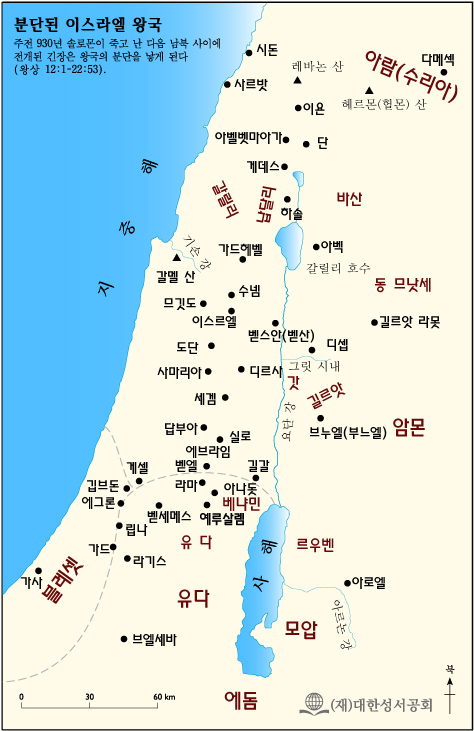 분단된 이스라엘 왕국
주전 930년 솔로몬이 죽고 난 다음 남북 사이에
전개된 긴장은 왕국의 분단을 낳게 된다
(왕상 12:1-22:53).
시돈
다메섹
아람(수리아)
레바논 산
사르밧
헤르몬(헐몬) 산
이욘
아벨벳마아가
단
게데스
지중해
갈릴리
납달리
바산
하솔
아벡
가드헤벨
기손 강
갈릴리 호수
갈멜 산
동 므낫세
수넴
므깃도
이스르엘
벧스안(벧산)
길르앗 라못
도단
디셉
그릿 시내
사마리아
디르사
갓
길르앗
세겜
요단 강
답부아
실로
브누엘(부느엘)
암몬
에브라임
벧엘
게셀
길갈
깁브돈
라마
아나돗
에그론
벧세메스
예루살렘
베냐민
립나
유 다
르우벤
가드
라기스
사해
가사
블레셋
유다
아로엘
아르논 강
모압
브엘세바
에돔
북
0 30 60 km
(재)대한성서공회